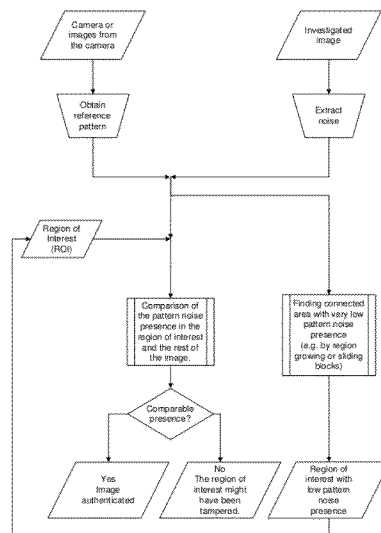 Camera or
images from
the camera
Investigated
image
Obtain
reference
pattern
Extract
noise
Region of
Interest
(ROI)
Comparison of
the pattern noise
presence in the
region of interest
and the rest of
the image.
Finding connected
area with very low
pattern noise
presence
(e.g. by region
growing or sliding
blocks)
Comparable
presence?
Yes
Image
authenticated
No
The region of
interest might
have been
tampered.
Region of
interest with
low pattern
noise
presence